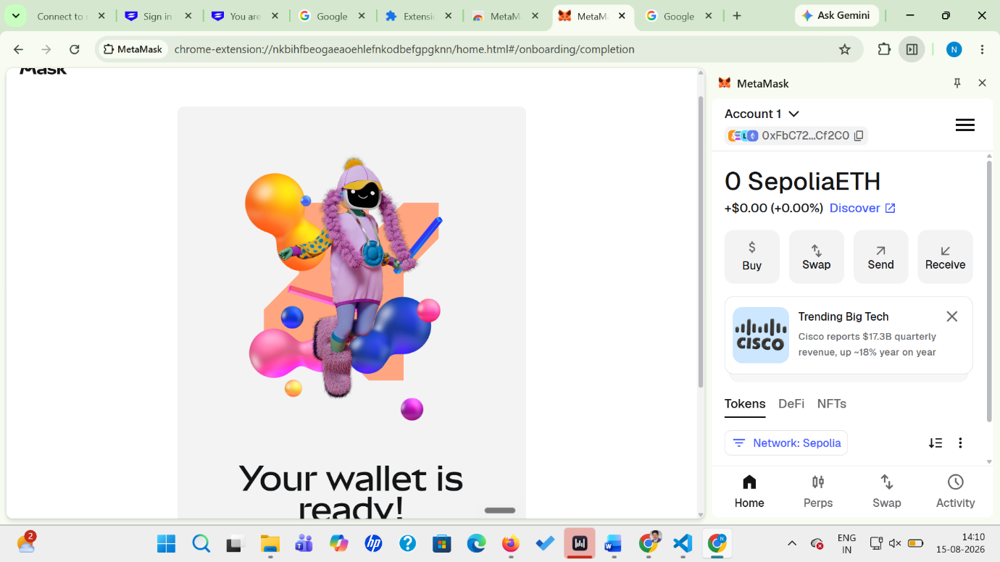 Connect to
Sign in
You are
Google
Extensi
MetaM
MetaM
Google
Ask Gemini
MetaMask
chrome-extension://nkbihfbeogaeaoehlefnkodbefgpgknn/home.html#/onboarding/completion
N
Mask
Your wallet is
ready!
MetaMask
Account 1
0xFbC72...Cf2C0
0 SepoliaETH
+$0.00 (+0.00%) Discover
Buy
Swap
Send
Receive
CISCO
Trending Big Tech
Cisco reports $17.3B quarterly
revenue, up ~18% year on year
Tokens DeFi NFTs
Network: Sepolia
Home
Perps
Swap
Activity
2
hp
ENG
IN
14:10
15-08-2026